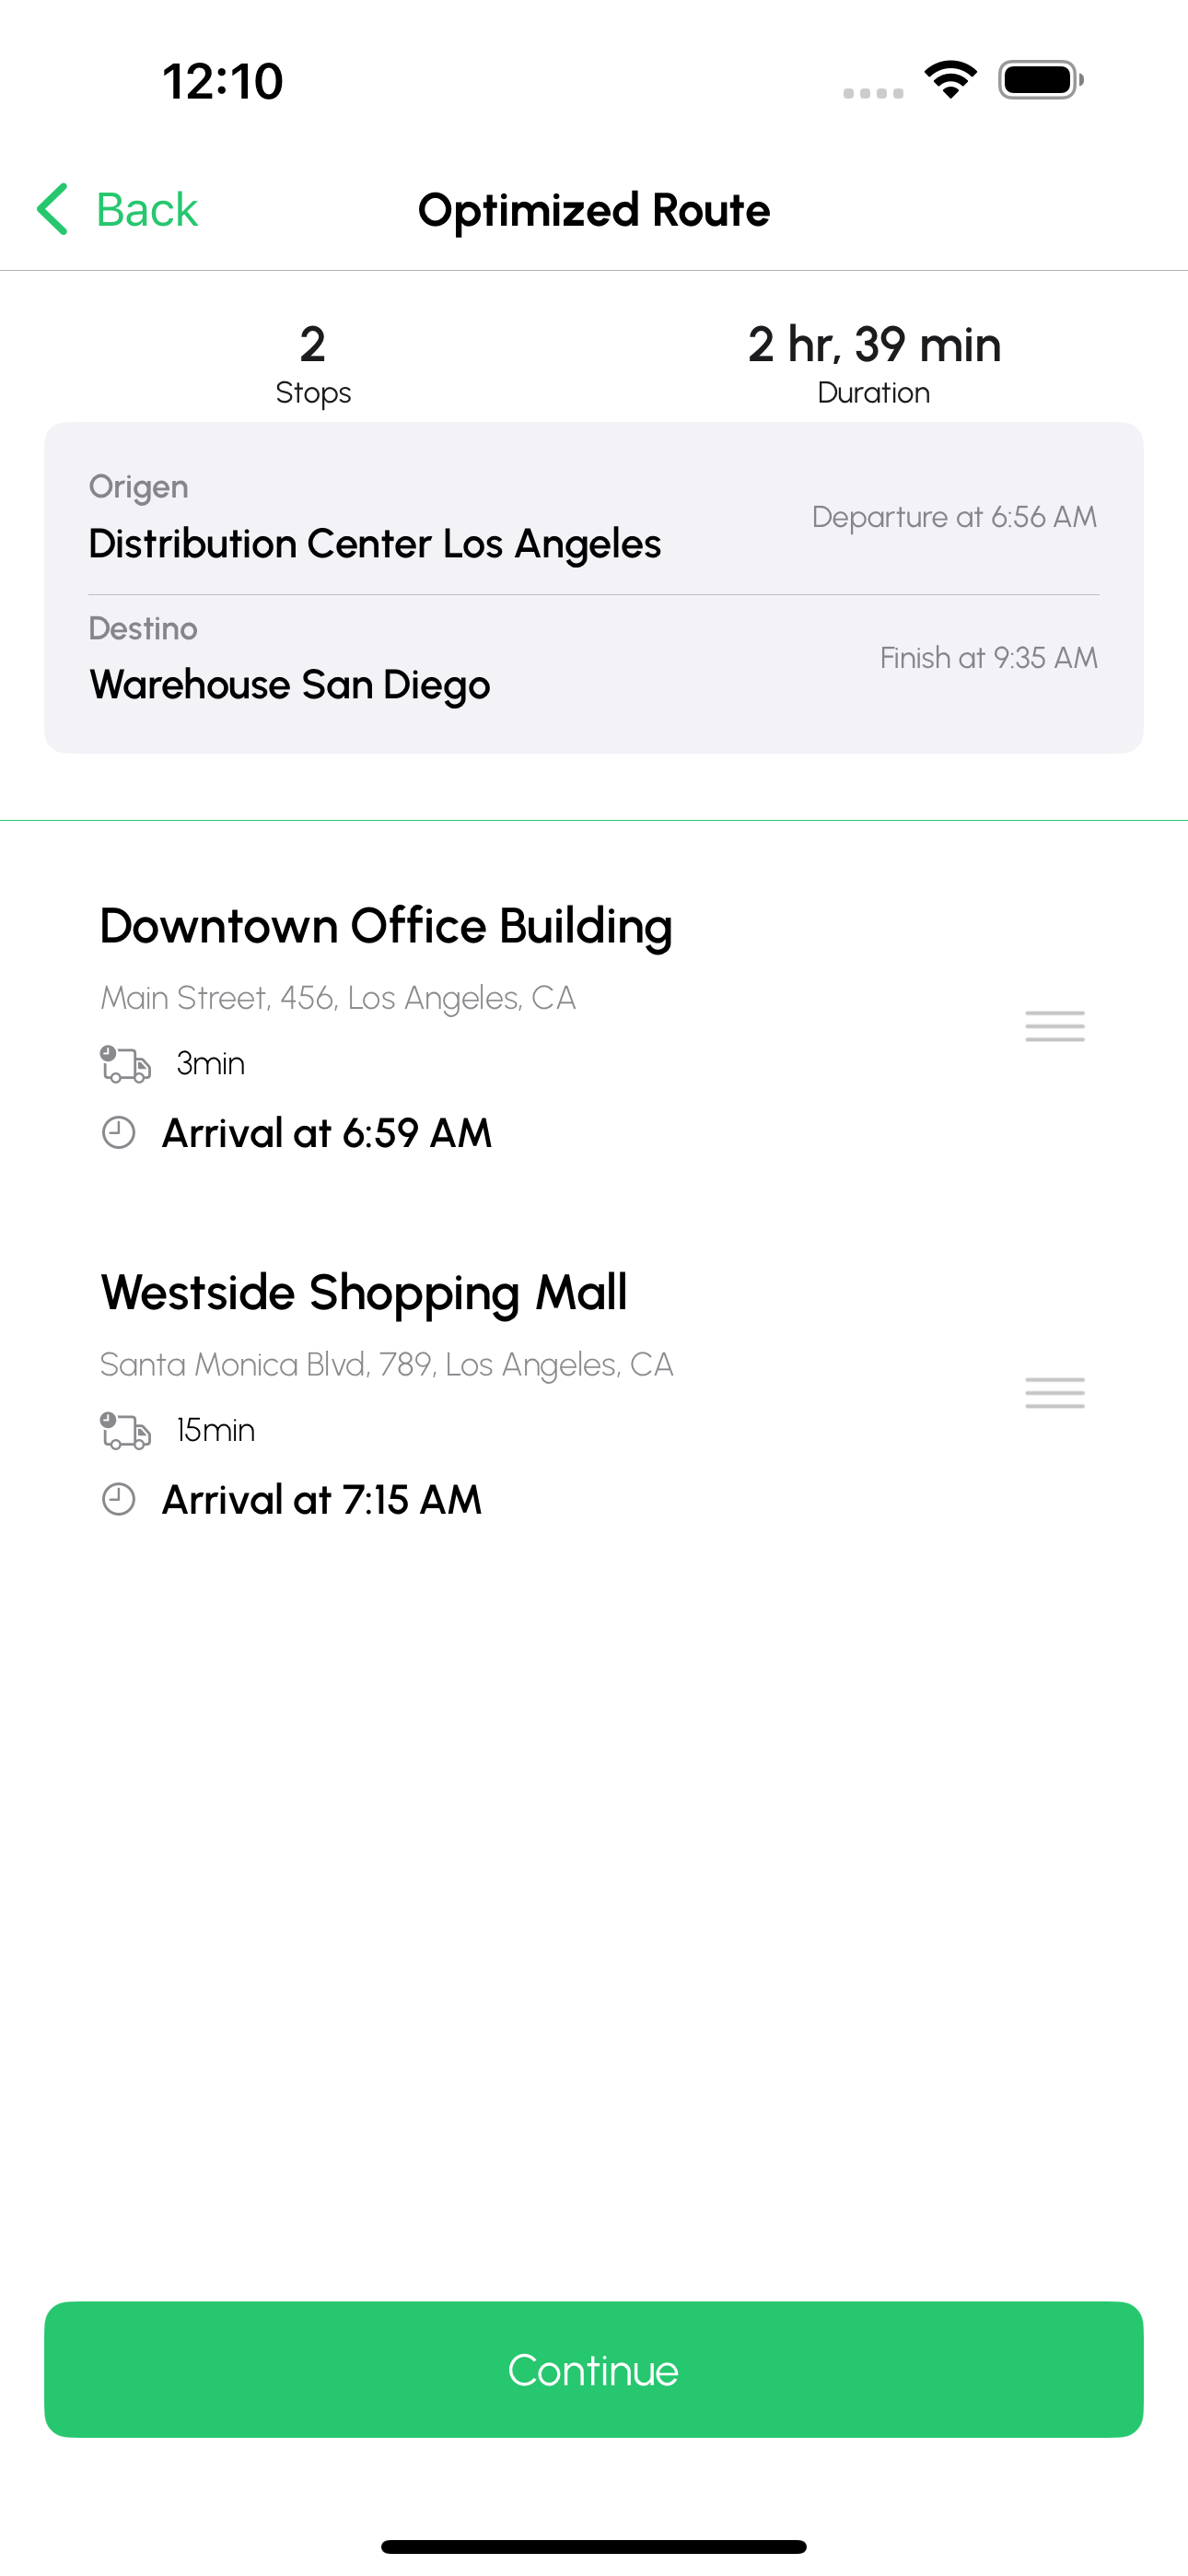 12:10
Back
Optimized Route
2
Stops
2 hr, 39 min
Duration
Origen
Distribution Center Los Angeles
Departure at 6:56 AM
Destino
Warehouse San Diego
Finish at 9:35 AM
Downtown Office Building
Main Street, 456, Los Angeles, CA
3min
Arrival at 6:59 AM
Westside Shopping Mall
Santa Monica Blvd, 789, Los Angeles, CA
15min
Arrival at 7:15 AM
Continue